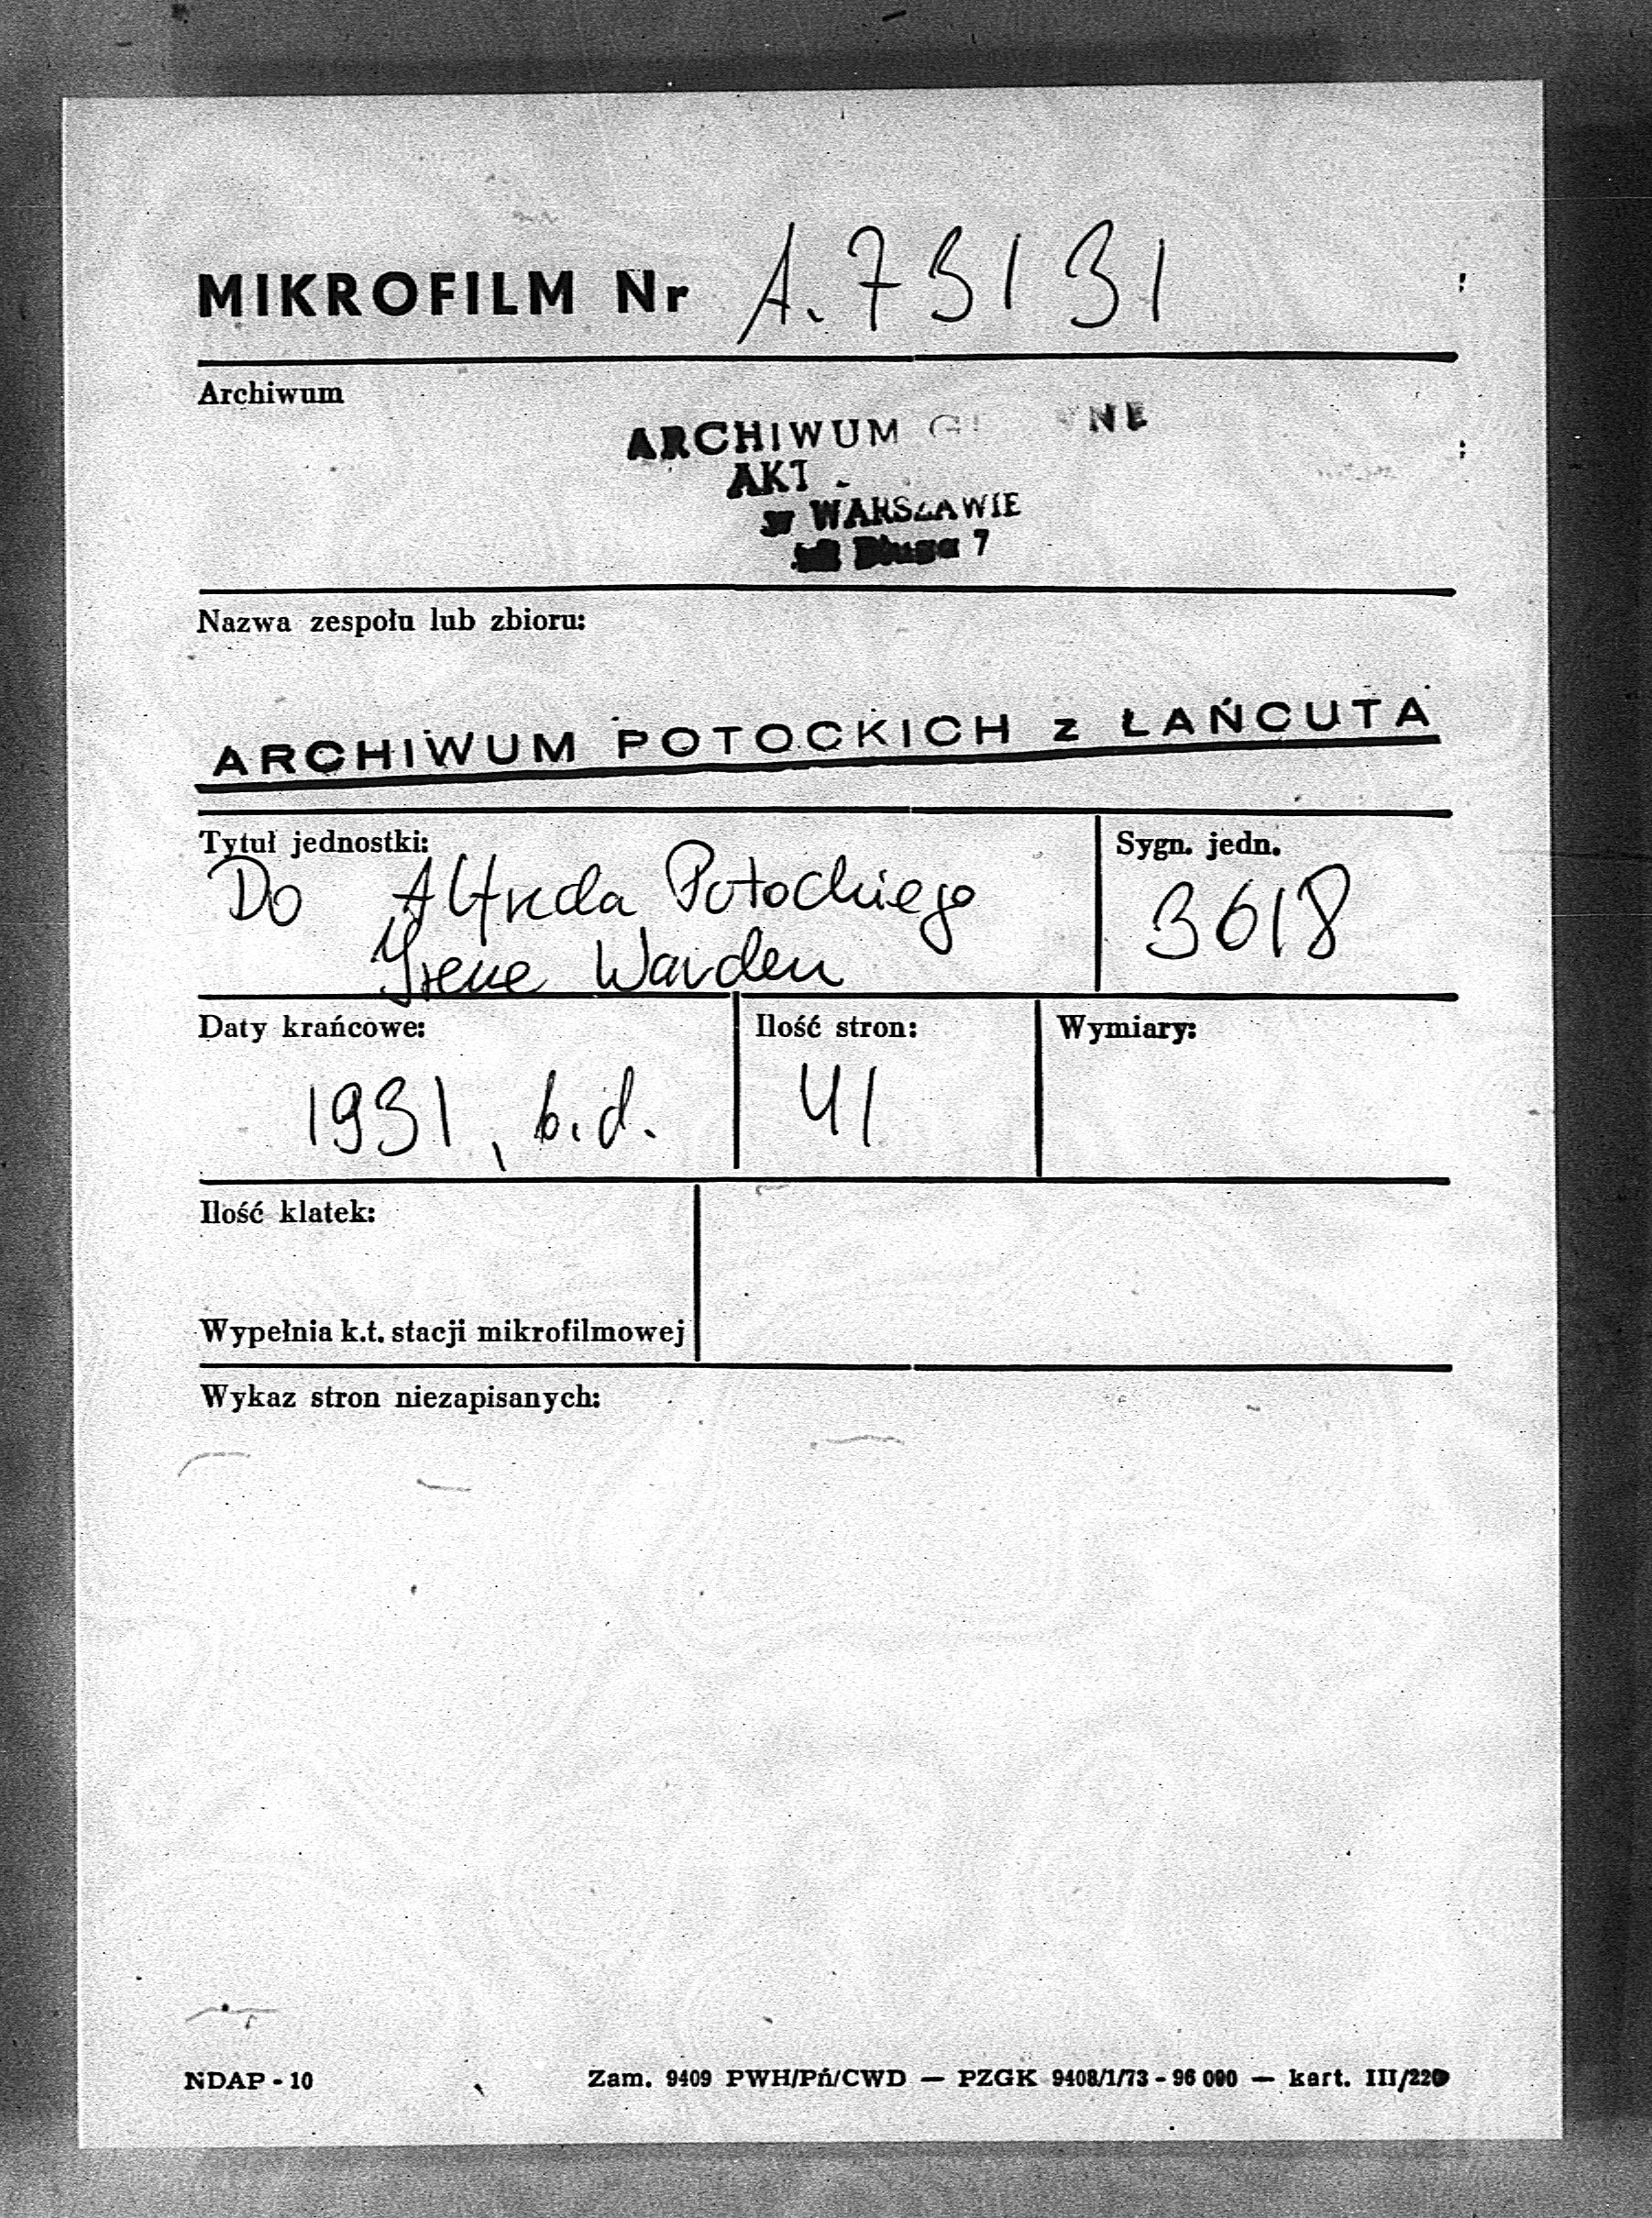 MIKROFILM Nr A. 73131
Archiwum
ARCHIWUM
AKT
w WARSZAWIE
Długa 7
Nazwa zespołu lub zbioru:
ARCHIWUM POTOCKICH z ŁAŃCUTA
Tytuł jednostki:
Sygn. jedn.
Do Alfreda Potockiego
3618
Irene Warden
Daty krańcowe:
Ilość stron:
Wymiary:
1931, b.d.
41
Ilość klatek:
Wypełnia k.t. stacji mikrofilmowej
Wykaz stron niezapisanych:
NDAP - 10
Zam. 9409 PWH/Pń/CWD — PZGK 9408/1/73 - 96 000 — kart. III/220